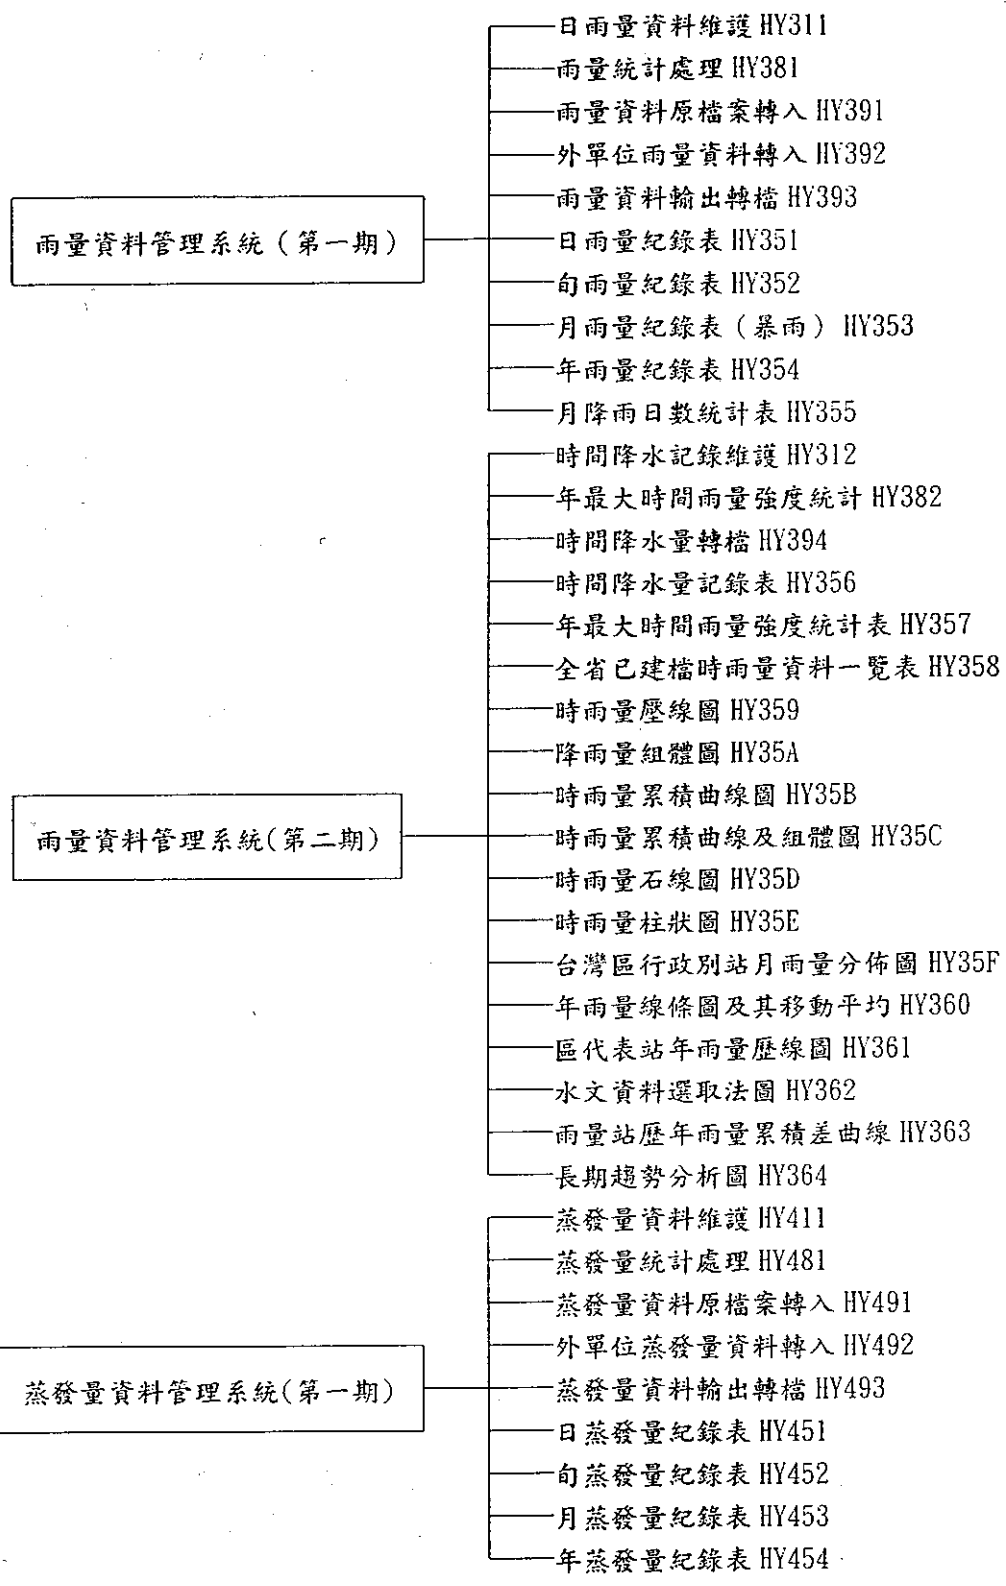 日雨量資料維護 HY311
雨量統計處理 HY381
雨量資料原檔案轉入 HY391
外單位雨量資料轉入 HY392
雨量資料輸出轉檔 HY393
雨量資料管理系統（第一期）
日雨量紀錄表 HY351
旬雨量紀錄表 HY352
月雨量紀錄表（暴雨） HY353
年雨量紀錄表 HY354
月降雨日數統計表 HY355
時間降水記錄維護 HY312
年最大時間雨量強度統計 HY382
時間降水量轉檔 HY394
時間降水量記錄表 HY356
年最大時間雨量強度統計表 HY357
全省已建檔時雨量資料一覽表 HY358
時雨量歷線圖 HY359
降雨量組體圖 HY35A
時雨量累積曲線圖 HY35B
雨量資料管理系統(第二期)
時雨量累積曲線及組體圖 HY35C
時雨量石線圖 HY35D
時雨量柱狀圖 HY35E
台灣區行政別站月雨量分佈圖 HY35F
年雨量線條圖及其移動平均 HY360
區代表站年雨量歷線圖 HY361
水文資料選取法圖 HY362
雨量站歷年雨量累積差曲線 HY363
長期趨勢分析圖 HY364
蒸發量資料維護 HY411
蒸發量統計處理 HY481
蒸發量資料原檔案轉入 HY491
外單位蒸發量資料轉入 HY492
蒸發量資料管理系統(第一期)
蒸發量資料輸出轉檔 HY493
日蒸發量紀錄表 HY451
旬蒸發量紀錄表 HY452
月蒸發量紀錄表 HY453
年蒸發量紀錄表 HY454